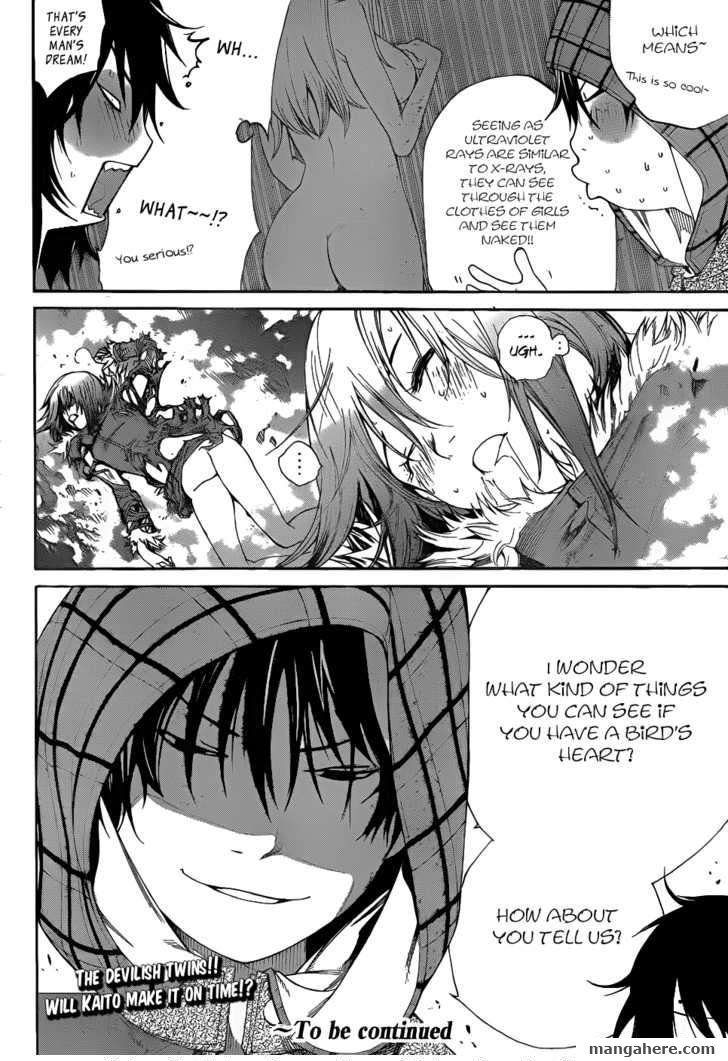 WHICH
MEANS~
This is so cool~
SEEING AS
ULTRAVIOLET
RAYS ARE SIMILAR
TO X-RAYS,
THEY CAN SEE
THROUGH THE
CLOTHES OF GIRLS
AND SEE THEM
NAKED!!
WH...
THAT'S
EVERY
MAN'S
DREAM!
WHAT~~!?
You serious!?
...
UGH..
...
I WONDER
WHAT KIND OF THINGS
YOU CAN SEE IF
YOU HAVE A BIRD'S
HEART?
HOW ABOUT
YOU TELL US?
THE DEVILISH TWINS!!
WILL KAITO MAKE IT ON TIME!?
~To be continued
mangahere.com